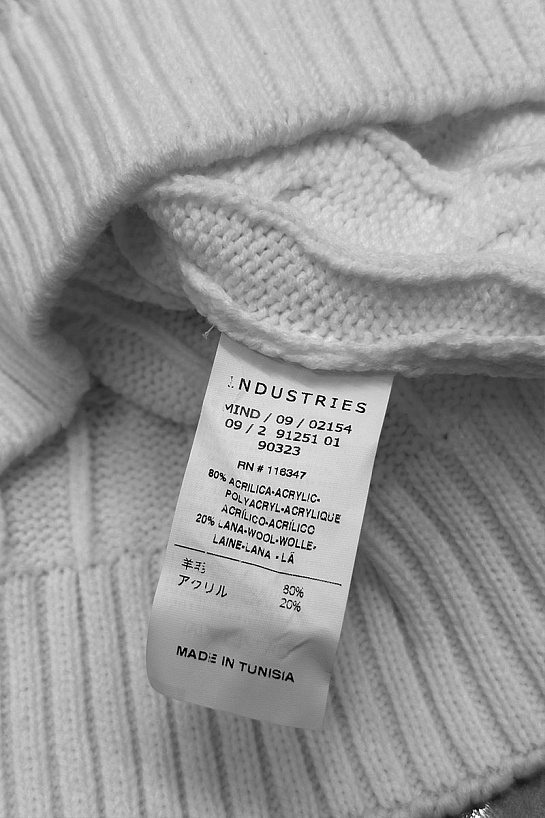 INDUSTRIES
MIND / 09 / 02154
09 / 2 91251 01
90323
RN # 116347
80% ACRILICA-ACRYLIC-
POLYACRYL-ACRYLIQUE
ACRÍLICO-ACRÍLICO
20% LANA-WOOL-WOLLE-
LAINE-LANA - LÃ
羊毛 80%
アクリル 20%
MADE IN TUNISIA